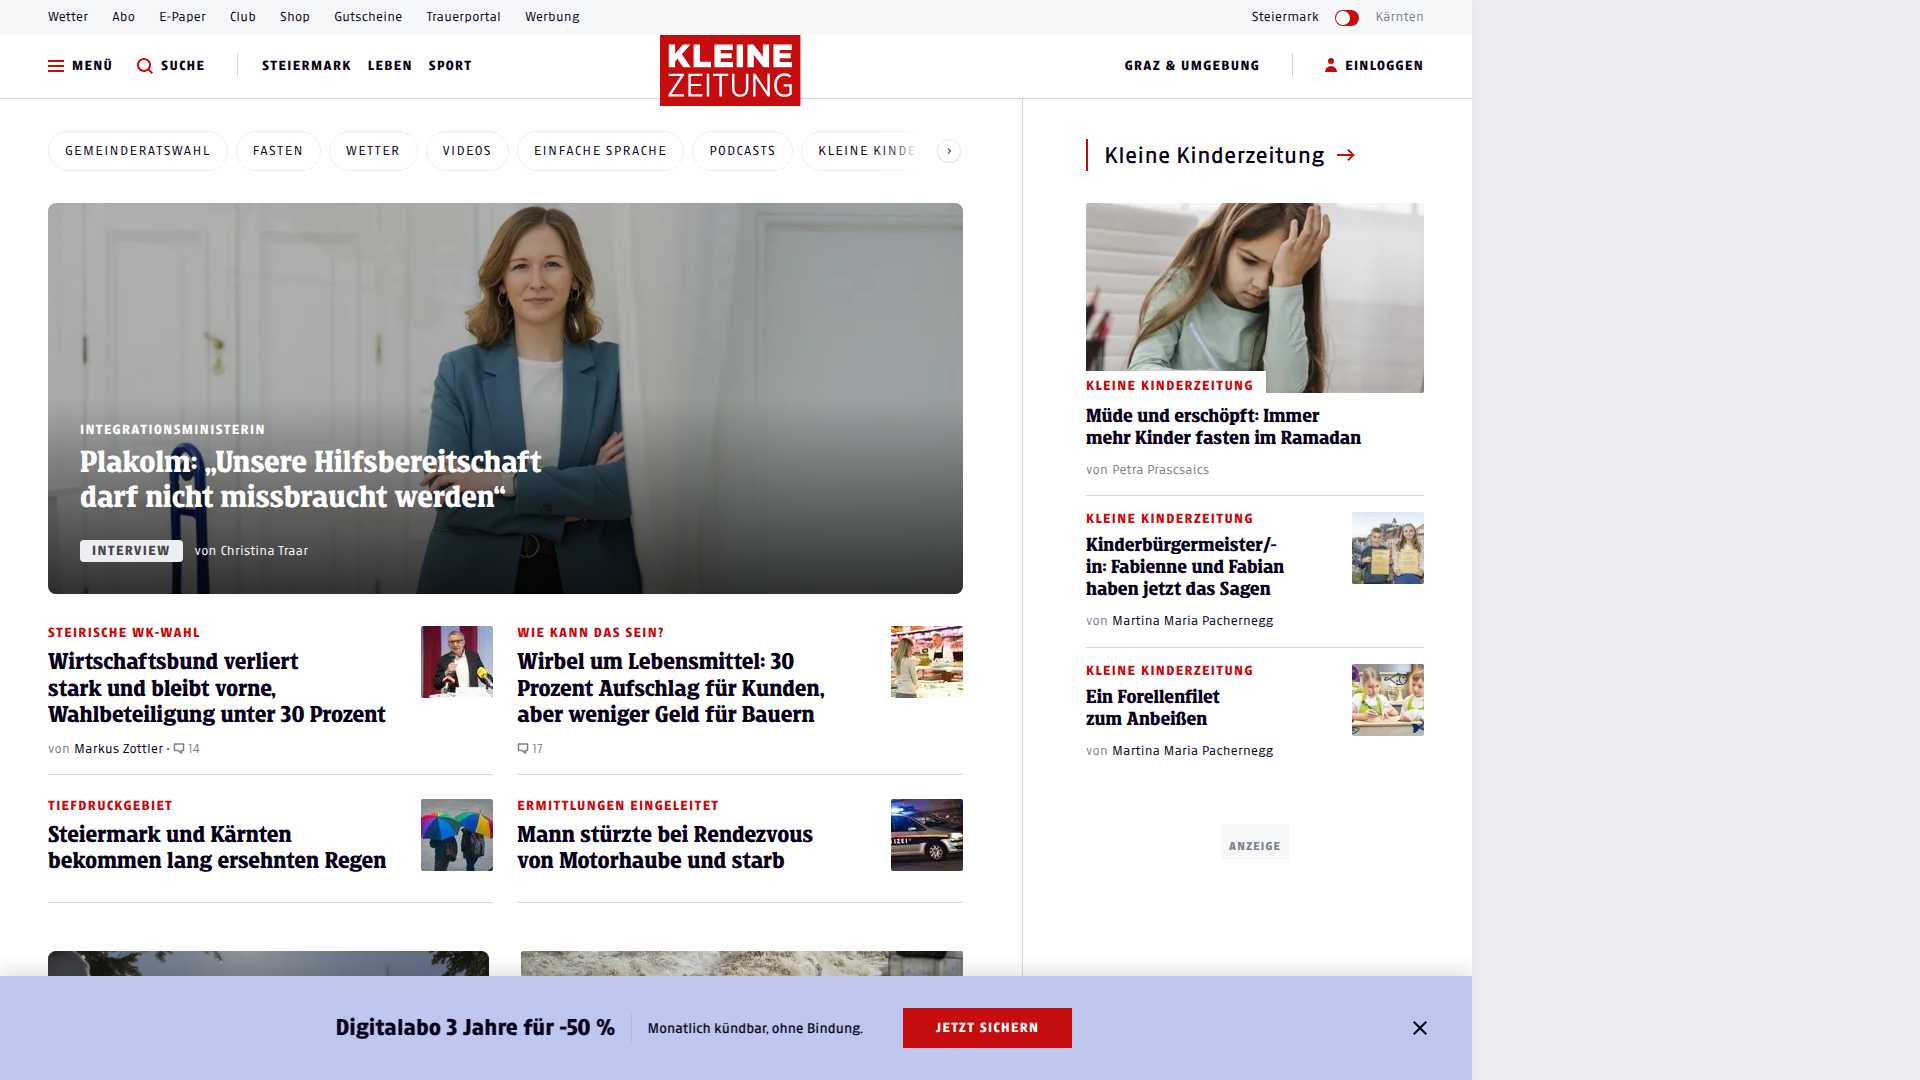 Wetter Abo E-Paper Club Shop Gutscheine Trauerportal Werbung Steiermark Kärnten
MENÜ SUCHE STEIERMARK LEBEN SPORT KLEINE ZEITUNG GRAZ & UMGEBUNG EINLOGGEN
GEMEINDERATSWAHL FASTEN WETTER VIDEOS EINFACHE SPRACHE PODCASTS KLEINE KINDE
INTEGRATIONSMINISTERIN
Plakolm: „Unsere Hilfsbereitschaft
darf nicht missbraucht werden“
INTERVIEW von Christina Traar
STEIRISCHE WK-WAHL
Wirtschaftsbund verliert
stark und bleibt vorne,
Wahlbeteiligung unter 30 Prozent
von Markus Zottler • 14
WIE KANN DAS SEIN?
Wirbel um Lebensmittel: 30
Prozent Aufschlag für Kunden,
aber weniger Geld für Bauern
17
TIEFDRUCKGEBIET
Steiermark und Kärnten
bekommen lang ersehnten Regen
ERMITTLUNGEN EINGELEITET
Mann stürzte bei Rendezvous
von Motorhaube und starb
Kleine Kinderzeitung
KLEINE KINDERZEITUNG
Müde und erschöpft: Immer
mehr Kinder fasten im Ramadan
von Petra Prascsaics
KLEINE KINDERZEITUNG
Kinderbürgermeister/-
in: Fabienne und Fabian
haben jetzt das Sagen
von Martina Maria Pachernegg
KLEINE KINDERZEITUNG
Ein Forellenfilet
zum Anbeißen
von Martina Maria Pachernegg
ANZEIGE
Digitalabo 3 Jahre für -50 % Monatlich kündbar, ohne Bindung. JETZT SICHERN